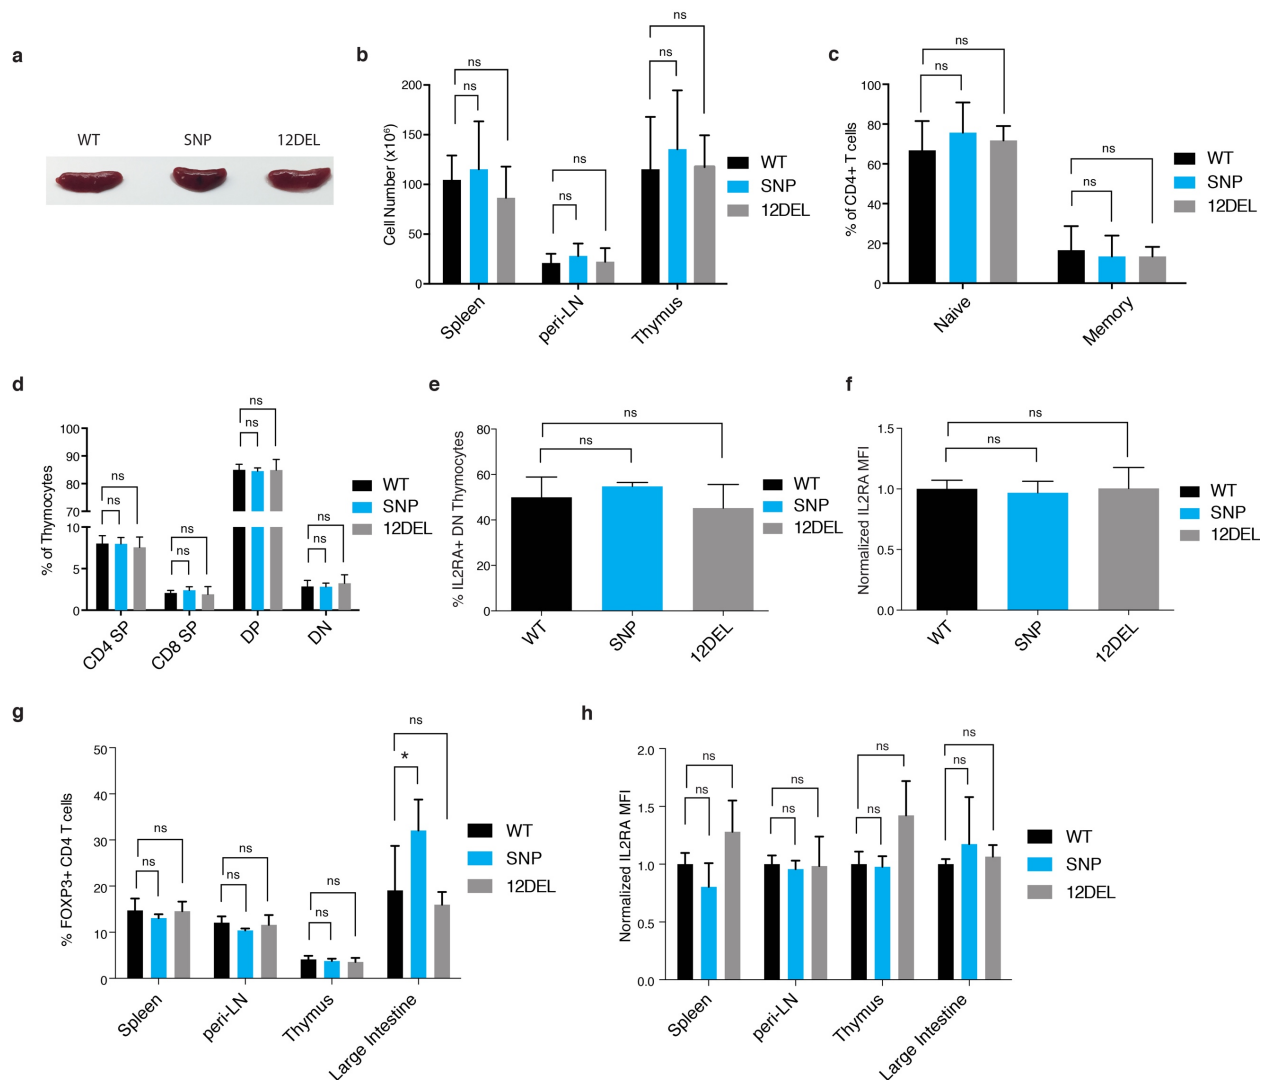 a
WT SNP 12DEL
b
Cell Number (x10⁶)
200
150
100
50
0
ns
ns
ns
ns
ns
ns
Spleen
peri-LN
Thymus
WT
SNP
12DEL
c
% of CD4+ T cells
100
80
60
40
20
0
ns
ns
ns
ns
Naive
Memory
WT
SNP
12DEL
d
% of Thymocytes
100
90
80
70
10
5
0
ns
ns
ns
ns
ns
ns
ns
ns
CD4 SP
CD8 SP
DP
DN
WT
SNP
12DEL
e
% IL2RA+ DN Thymocytes
80
60
40
20
0
ns
ns
WT
SNP
12DEL
WT
SNP
12DEL
f
Normalized IL2RA MFI
1.5
1.0
0.5
0.0
ns
ns
WT
SNP
12DEL
WT
SNP
12DEL
g
% FOXP3+ CD4 T cells
50
40
30
20
10
0
ns
ns
ns
ns
ns
ns
ns
*
Spleen
peri-LN
Thymus
Large Intestine
WT
SNP
12DEL
h
Normalized IL2RA MFI
2.0
1.5
1.0
0.5
0.0
ns
ns
ns
ns
ns
ns
ns
ns
Spleen
peri-LN
Thymus
Large Intestine
WT
SNP
12DEL